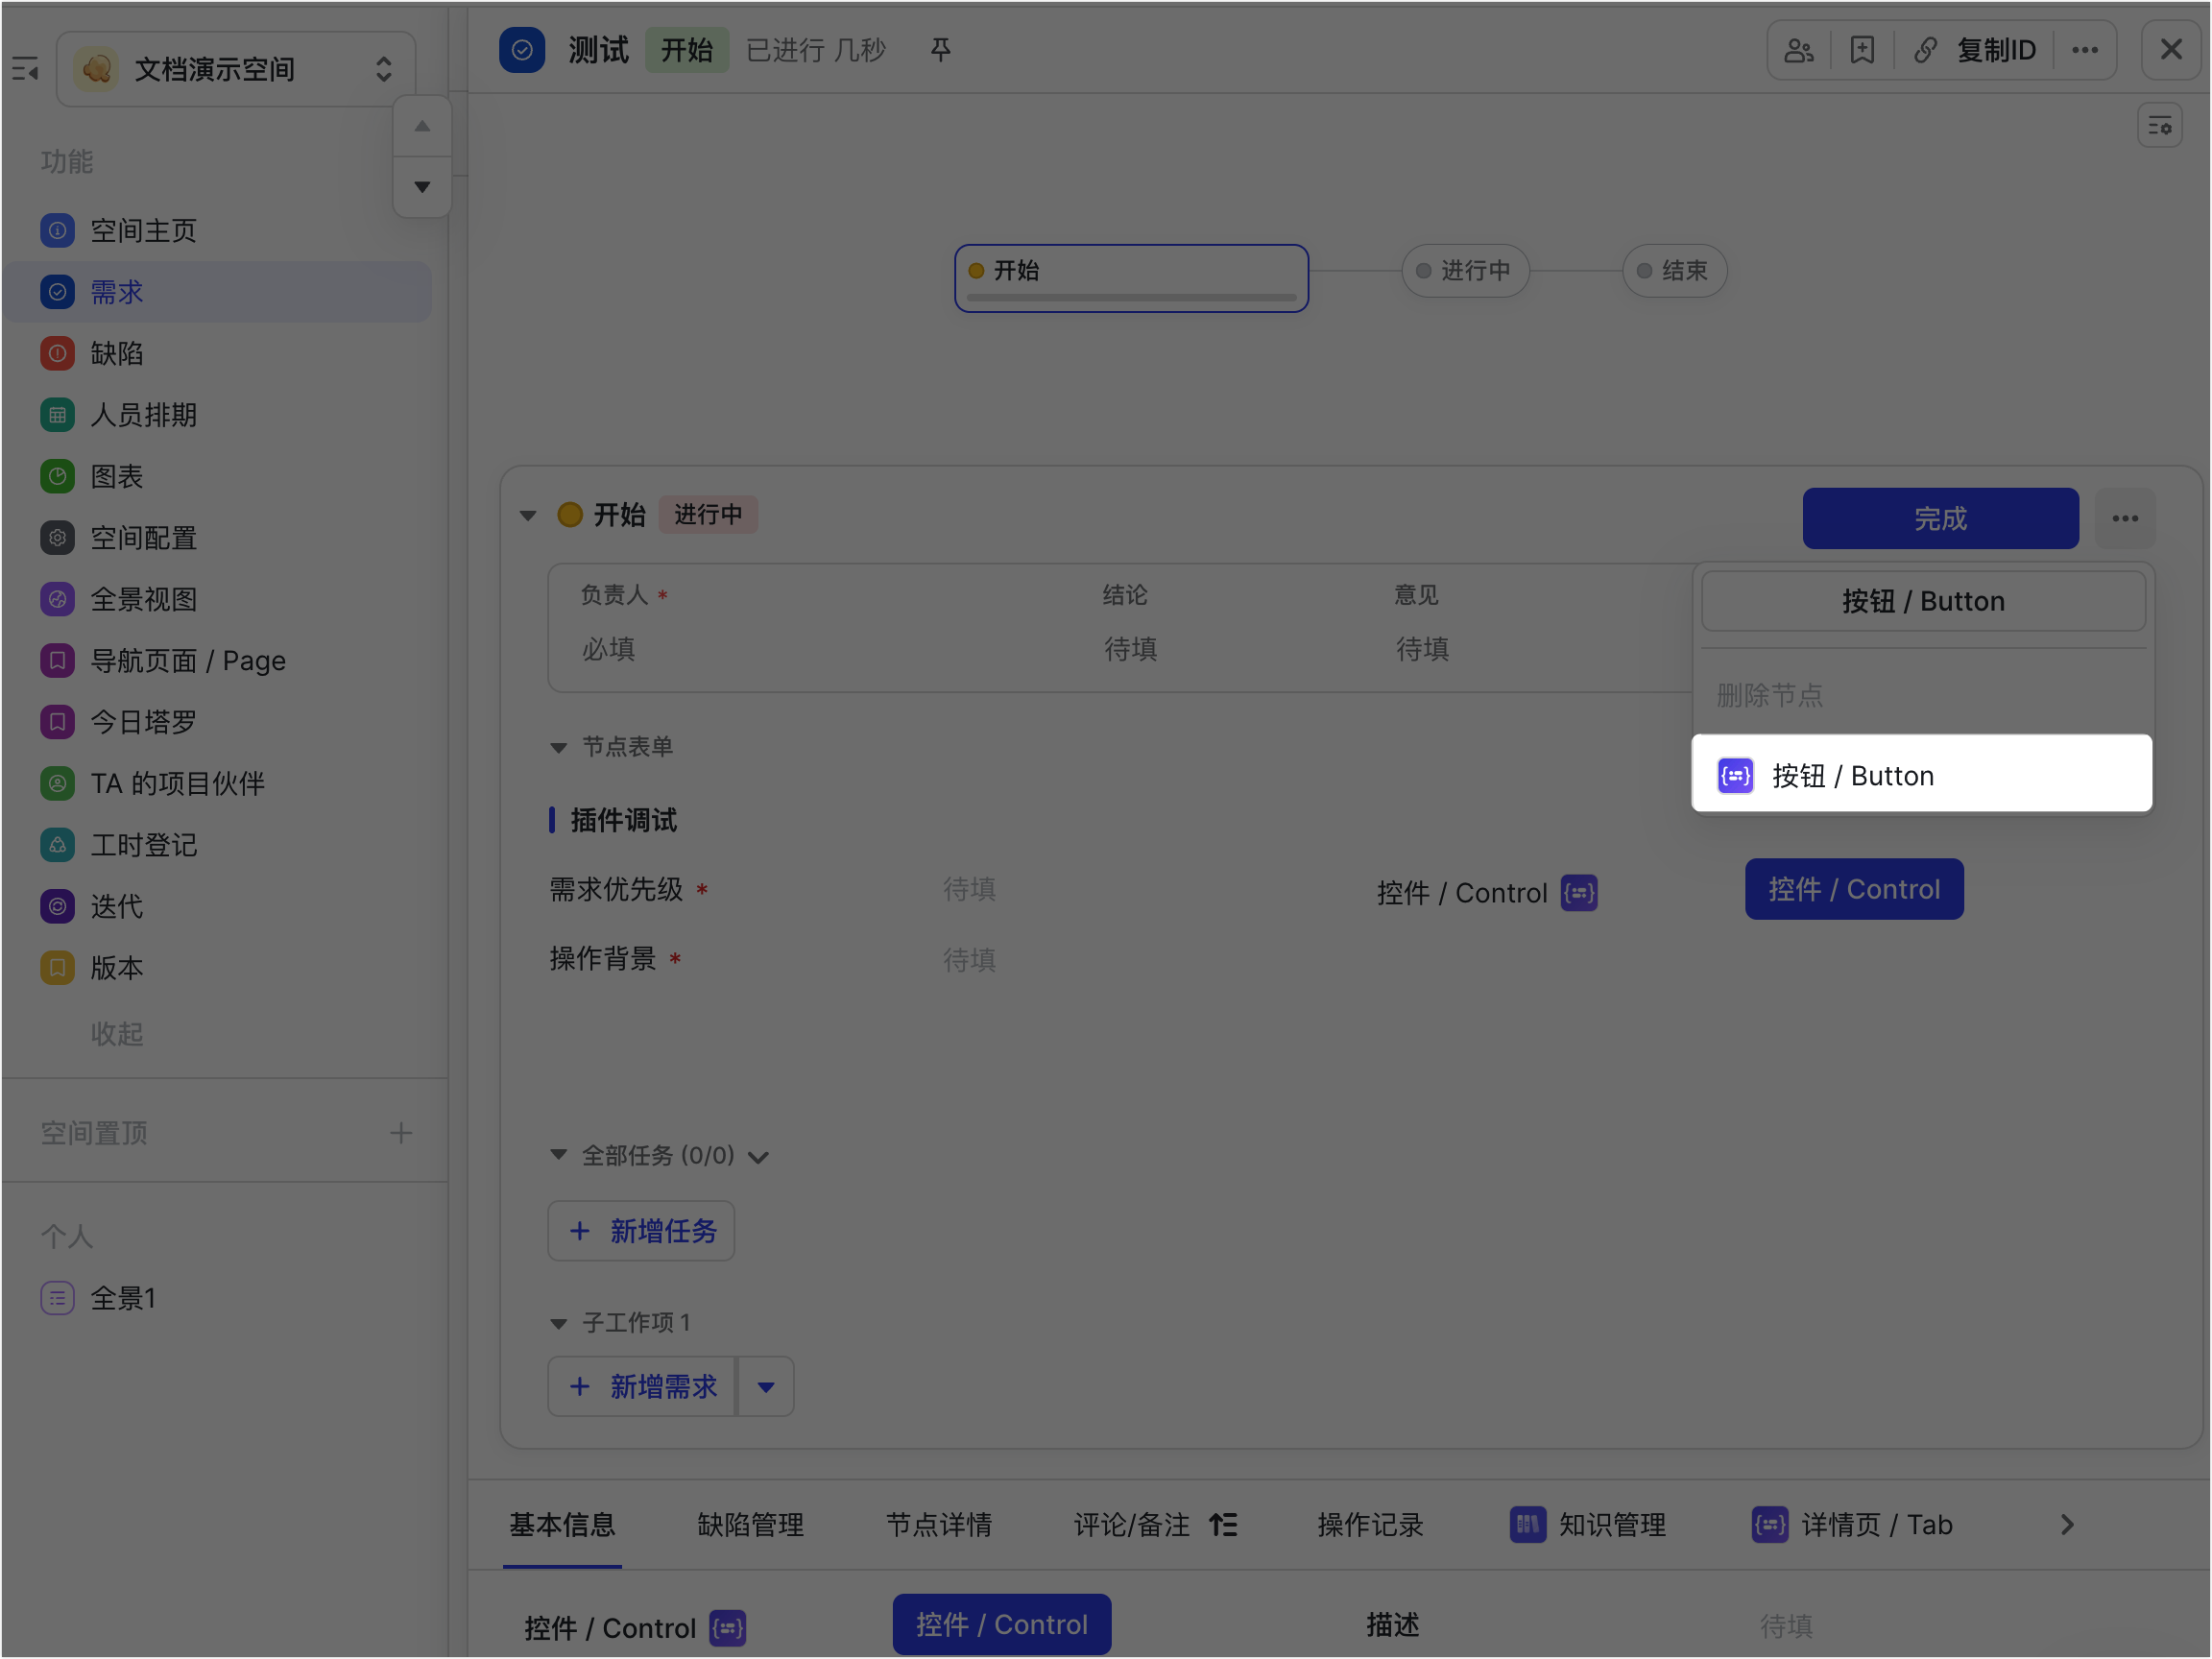 文档演示空间
功能
空间主页
需求
缺陷
人员排期
图表
空间配置
全景视图
导航页面 / Page
今日塔罗
TA 的项目伙伴
工时登记
迭代
版本
收起
空间置顶
个人
全景1
测试 开始 已进行 几秒 复制ID
开始 进行中 结束
开始 进行中 完成
负责人 * 结论 意见
必填 待填 待填
按钮 / Button
删除节点
按钮 / Button
节点表单
插件调试
需求优先级 * 待填 控件 / Control 控件 / Control
操作背景 * 待填
全部任务 (0/0)
新增任务
子工作项 1
新增需求
基本信息 缺陷管理 节点详情 评论/备注 操作记录 知识管理 详情页 / Tab
控件 / Control 控件 / Control 描述 待填